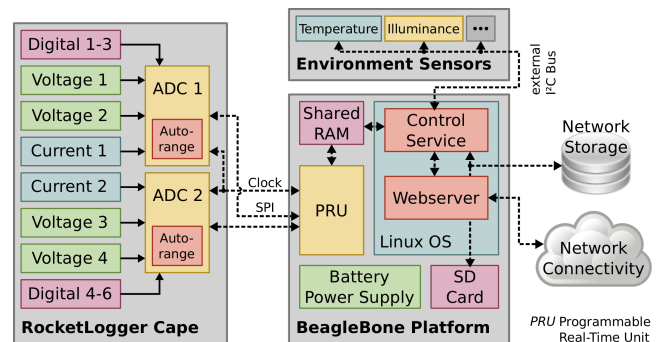 Digital 1-3
Voltage 1
Voltage 2
Current 1
Current 2
Voltage 3
Voltage 4
Digital 4-6
ADC 1
Auto-
range
ADC 2
Auto-
range
RocketLogger Cape
Clock
SPI
Temperature
Illuminance
•••
Environment Sensors
external
I²C Bus
Shared
RAM
PRU
Control
Service
Webserver
Linux OS
Battery
Power Supply
SD
Card
BeagleBone Platform
Network
Storage
Network
Connectivity
PRU Programmable
Real-Time Unit